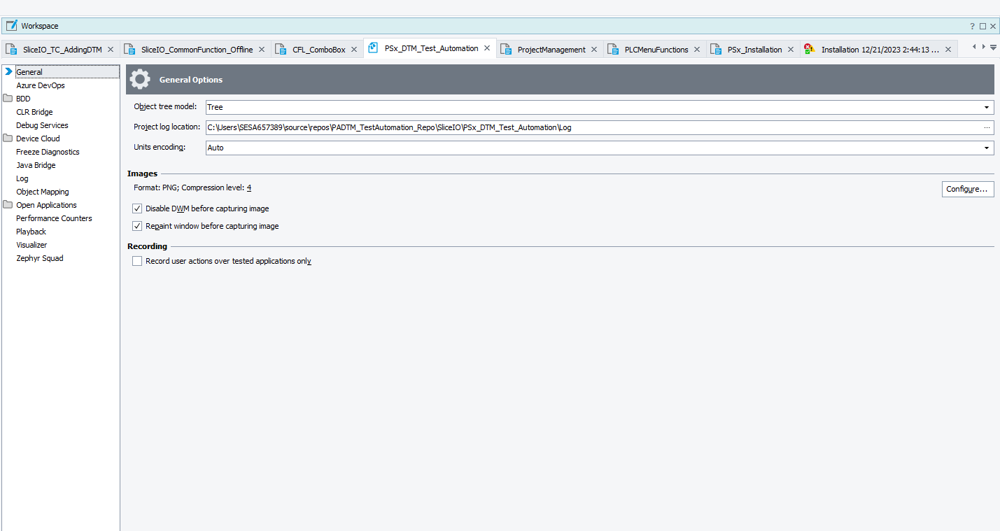 Workspace
SliceIO_TC_AddingDTM
SliceIO_CommonFunction_Offline
CFL_ComboBox
PSx_DTM_Test_Automation
ProjectManagement
PLCMenuFunctions
PSx_Installation
Installation 12/21/2023 2:44:13 ...
General
Azure DevOps
BDD
CLR Bridge
Debug Services
Device Cloud
Freeze Diagnostics
Java Bridge
Log
Object Mapping
Open Applications
Performance Counters
Playback
Visualizer
Zephyr Squad
General Options
Object tree model: Tree
Project log location: C:\Users\SESA657389\source\repos\PADTM_TestAutomation_Repo\SliceIO\PSx_DTM_Test_Automation\Log ...
Units encoding: Auto
Images
Format: PNG; Compression level: 4
Configure...
Disable DWM before capturing image
Repaint window before capturing image
Recording
Record user actions over tested applications only